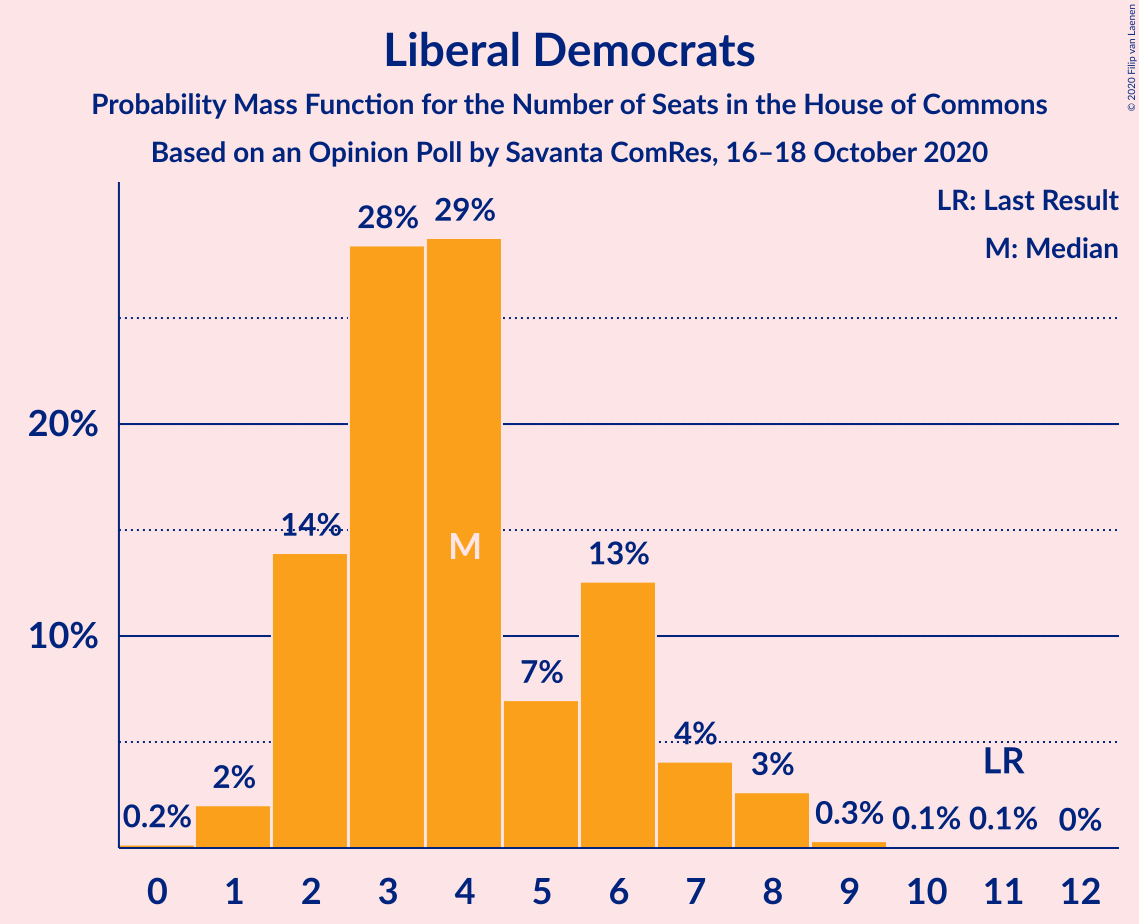 Liberal Democrats
Probability Mass Function for the Number of Seats in the House of Commons
Based on an Opinion Poll by Savanta ComRes, 16–18 October 2020
© 2020 Filip van Laenen
LR: Last Result
M: Median
28%
29%
20%
14%
M
13%
10%
7%
4%
3%
LR
2%
0.2%
0.3%
0.1%
0.1%
0%
0 1 2 3 4 5 6 7 8 9 10 11 12